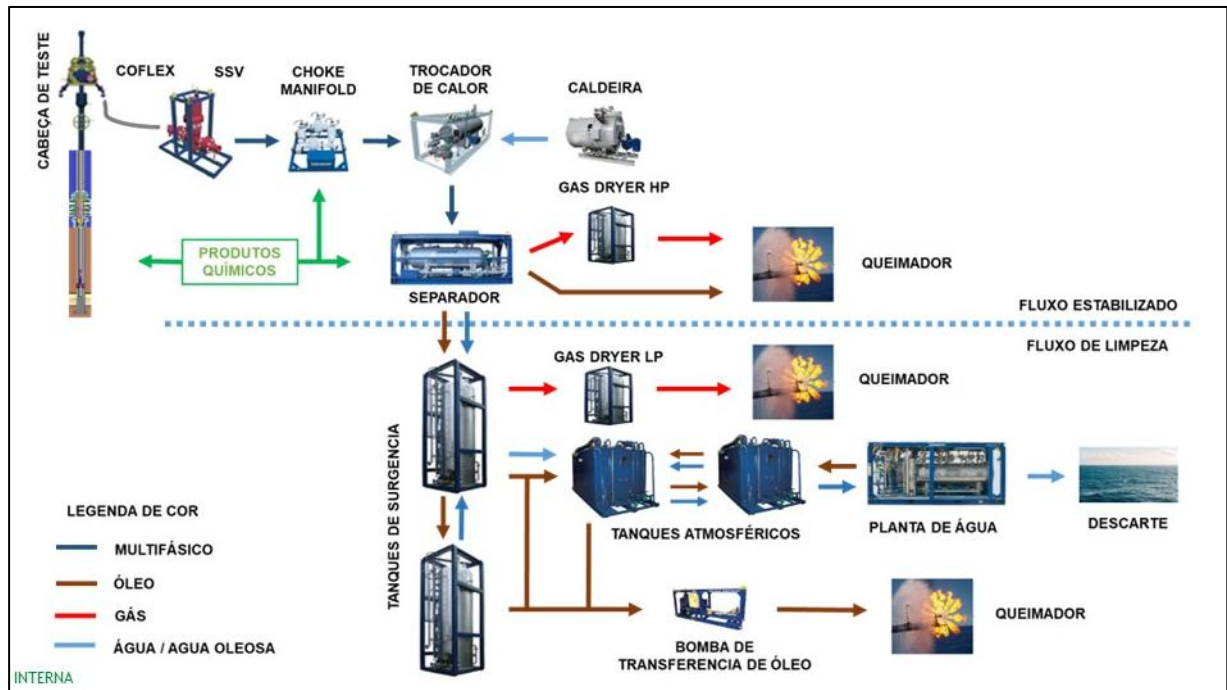 CABEÇA DE TESTE
COFLEX
SSV
CHOKE
MANIFOLD
TROCADOR
DE CALOR
CALDEIRA
GAS DRYER HP
PRODUTOS
QUÍMICOS
SEPARADOR
QUEIMADOR
FLUXO ESTABILIZADO
FLUXO DE LIMPEZA
GAS DRYER LP
QUEIMADOR
TANQUES DE SURGENCIA
TANQUES ATMOSFÉRICOS
PLANTA DE ÁGUA
DESCARTE
LEGENDA DE COR
MULTIFÁSICO
ÓLEO
GÁS
ÁGUA / AGUA OLEOSA
BOMBA DE
TRANSFERENCIA DE ÓLEO
QUEIMADOR
INTERNA